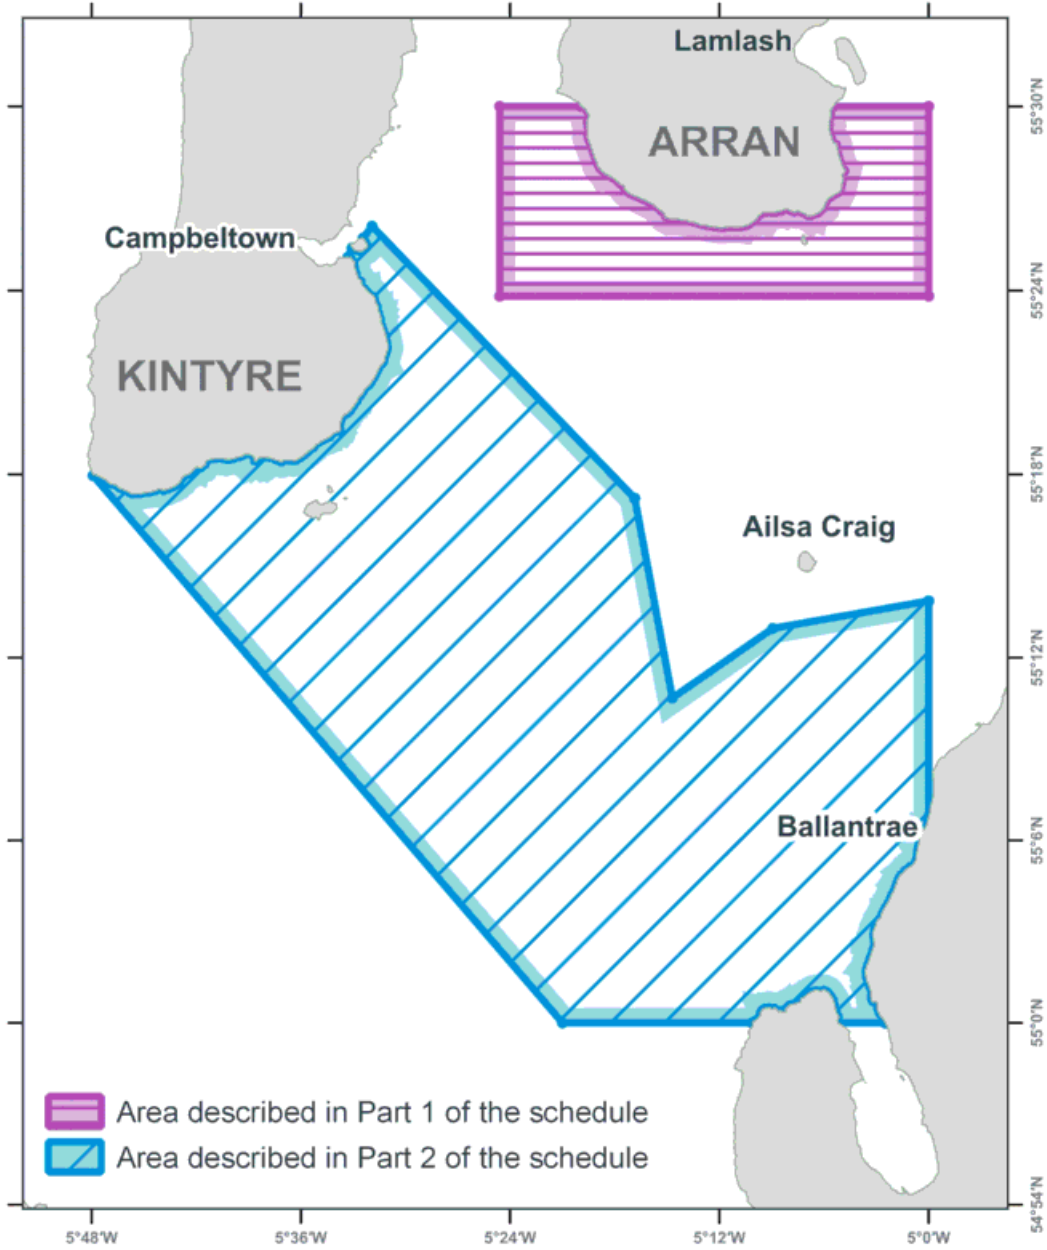 Lamlash
ARRAN
Campbeltown
KINTYRE
Ailsa Craig
Ballantrae
55°30'N
55°24'N
55°18'N
55°12'N
55°6'N
55°0'N
54°54'N
Area described in Part 1 of the schedule
Area described in Part 2 of the schedule
5°48'W
5°36'W
5°24'W
5°12'W
5°0'W